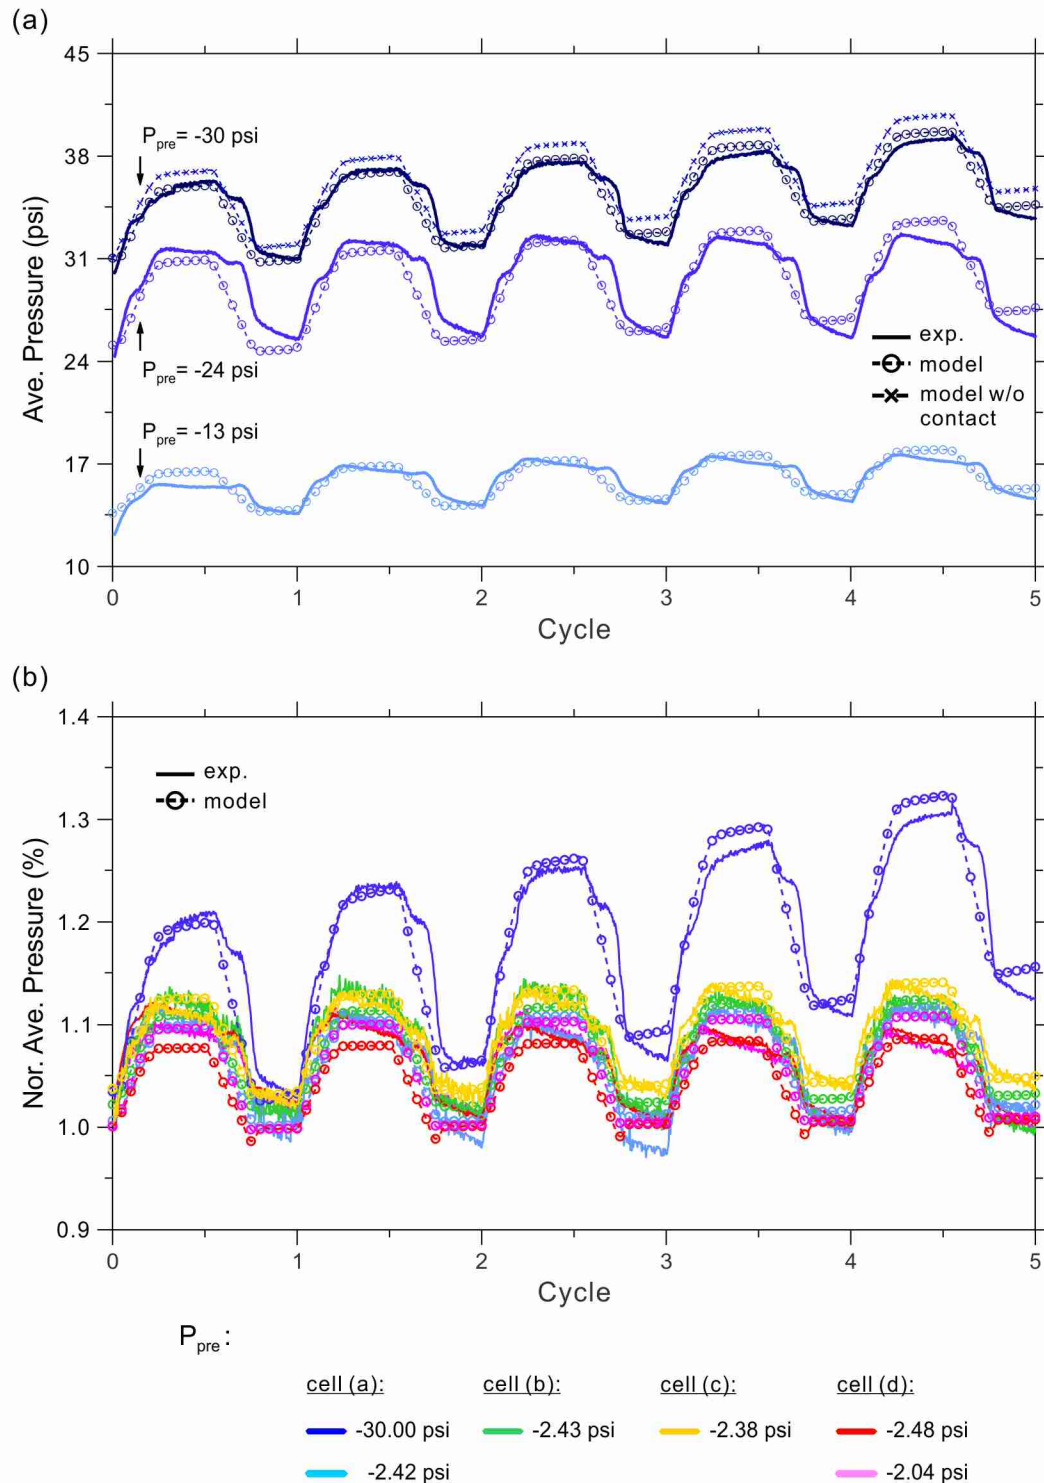 (a)
45
38
31
24
17
10
Ave. Pressure (psi)
P_pre= -30 psi
P_pre= -24 psi
P_pre= -13 psi
exp.
model
model w/o
contact
0 1 2 3 4 5
Cycle
(b)
1.4
1.3
1.2
1.1
1.0
0.9
Nor. Ave. Pressure (%)
exp.
model
0 1 2 3 4 5
Cycle
P_pre :
cell (a): cell (b): cell (c): cell (d):
-30.00 psi -2.43 psi -2.38 psi -2.48 psi
-2.42 psi -2.04 psi